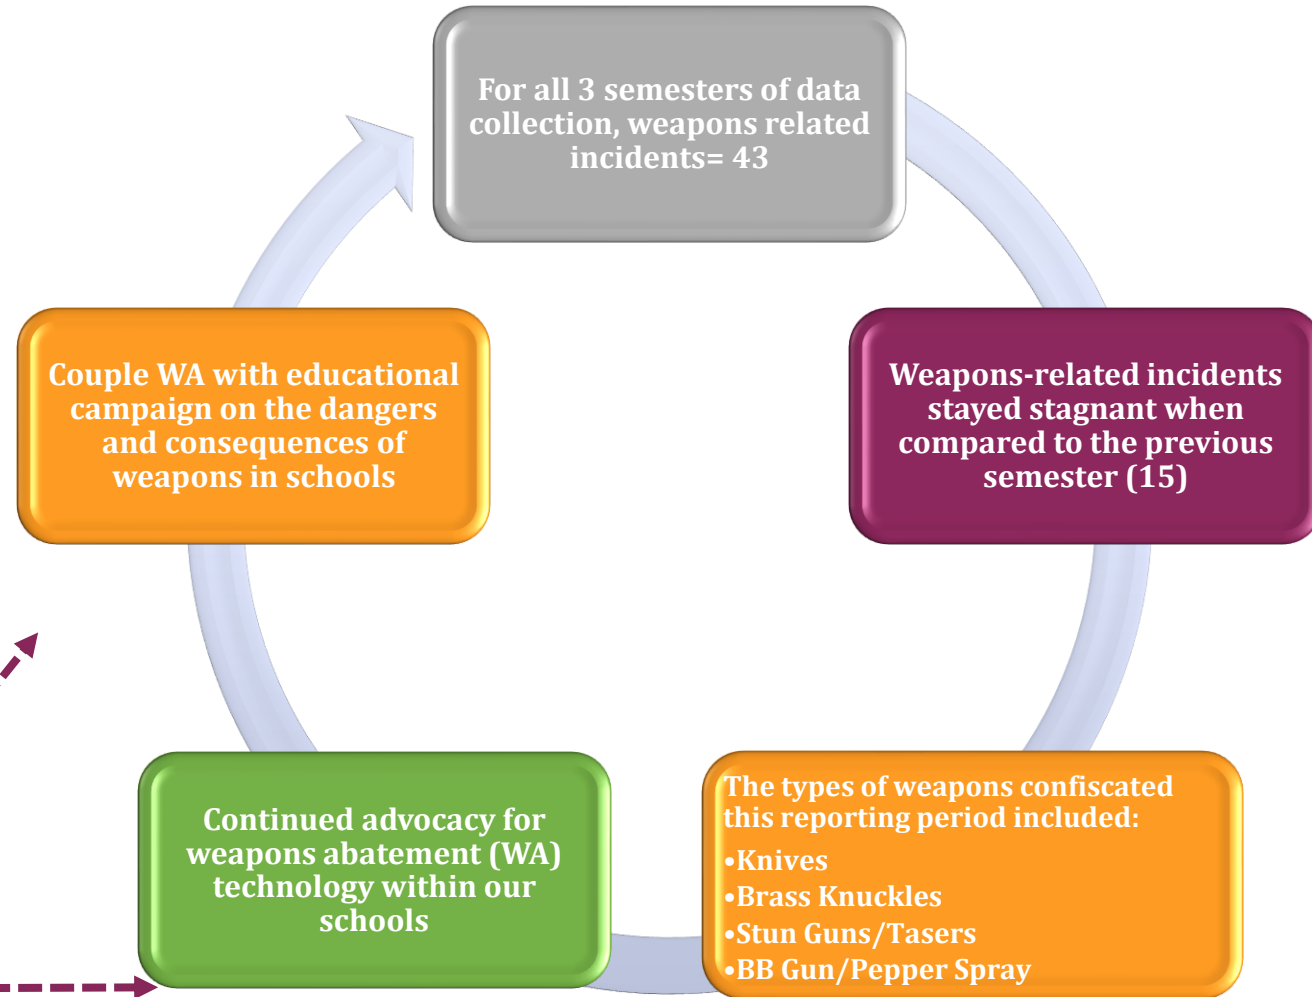 For all 3 semesters of data
collection, weapons related
incidents= 43
Weapons-related incidents
stayed stagnant when
compared to the previous
semester (15)
The types of weapons confiscated
this reporting period included:
•Knives
•Brass Knuckles
•Stun Guns/Tasers
•BB Gun/Pepper Spray
Continued advocacy for
weapons abatement (WA)
technology within our
schools
Couple WA with educational
campaign on the dangers
and consequences of
weapons in schools